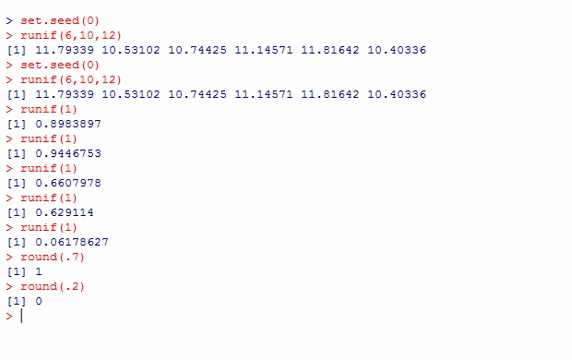 > set.seed(0)
> runif(6,10,12)
[1] 11.79339 10.53102 10.74425 11.14571 11.81642 10.40336
> set.seed(0)
> runif(6,10,12)
[1] 11.79339 10.53102 10.74425 11.14571 11.81642 10.40336
> runif(1)
[1] 0.8983897
> runif(1)
[1] 0.9446753
> runif(1)
[1] 0.6607978
> runif(1)
[1] 0.629114
> runif(1)
[1] 0.06178627
> round(.7)
[1] 1
> round(.2)
[1] 0
>